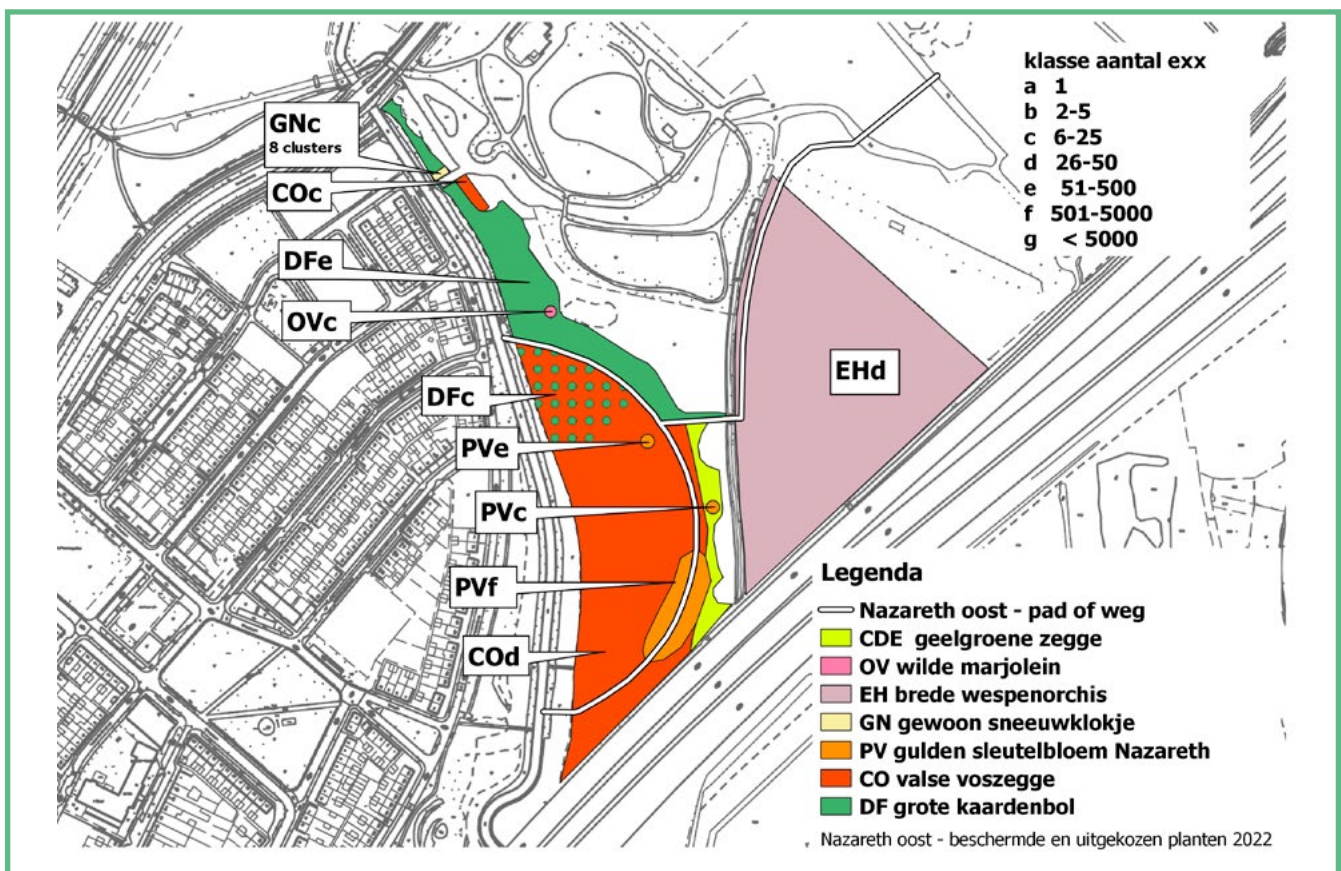 klasse aantal exx
a 1
b 2-5
c 6-25
d 26-50
e 51-500
f 501-5000
g < 5000
GNc
8 clusters
COc
DFe
OVc
DFc
PVe
PVc
PVf
COd
EHd
Legenda
Nazareth oost - pad of weg
CDE geelgroene zegge
OV wilde marjolein
EH brede wespenorchis
GN gewoon sneeuwklokje
PV gulden sleutelbloem Nazareth
CO valse voszegge
DF grote kaardenbol
Nazareth oost - beschermde en uitgekozen planten 2022